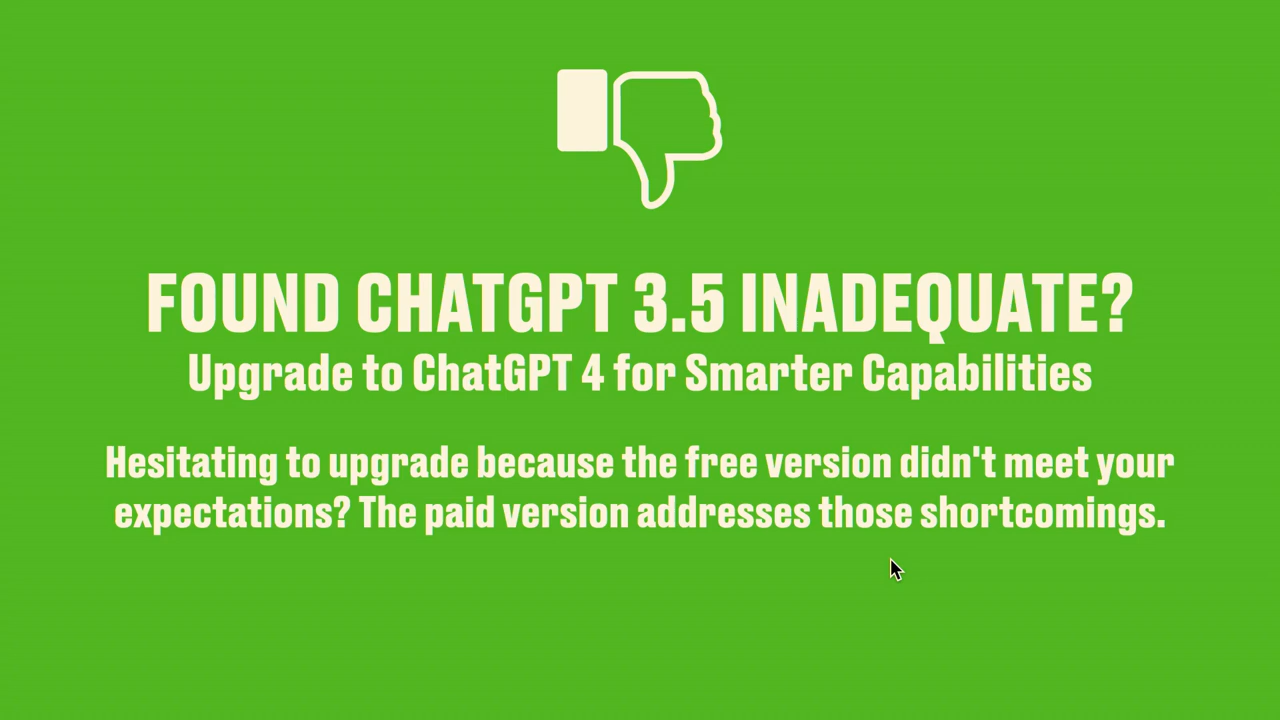 FOUND CHATGPT 3.5 INADEQUATE?
Upgrade to ChatGPT 4 for Smarter Capabilities
Hesitating to upgrade because the free version didn't meet your
expectations? The paid version addresses those shortcomings.